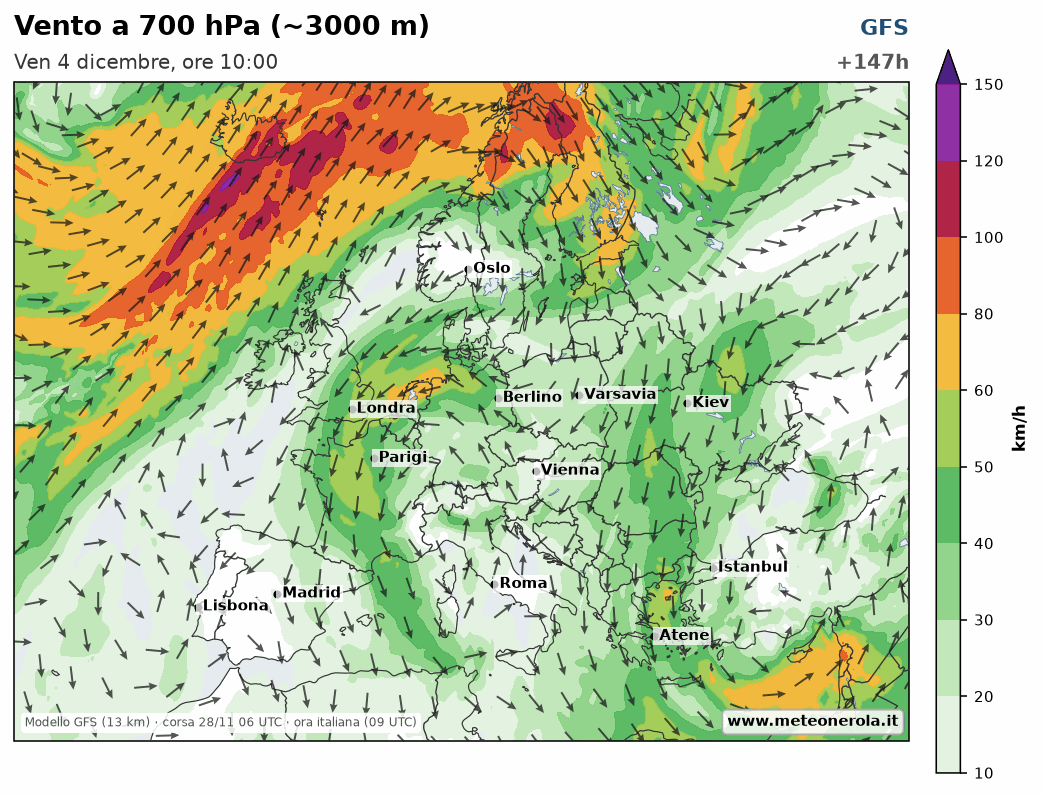 Vento a 700 hPa (~3000 m)
GFS
Ven 4 dicembre, ore 10:00
+147h
150
120
100
80
60
50
40
30
20
10
km/h
Oslo
Berlino
Varsavia
Kiev
Londra
Parigi
Vienna
Istanbul
Roma
Madrid
Lisbona
Atene
Modello GFS (13 km) · corsa 28/11 06 UTC · ora italiana (09 UTC)
www.meteonerola.it